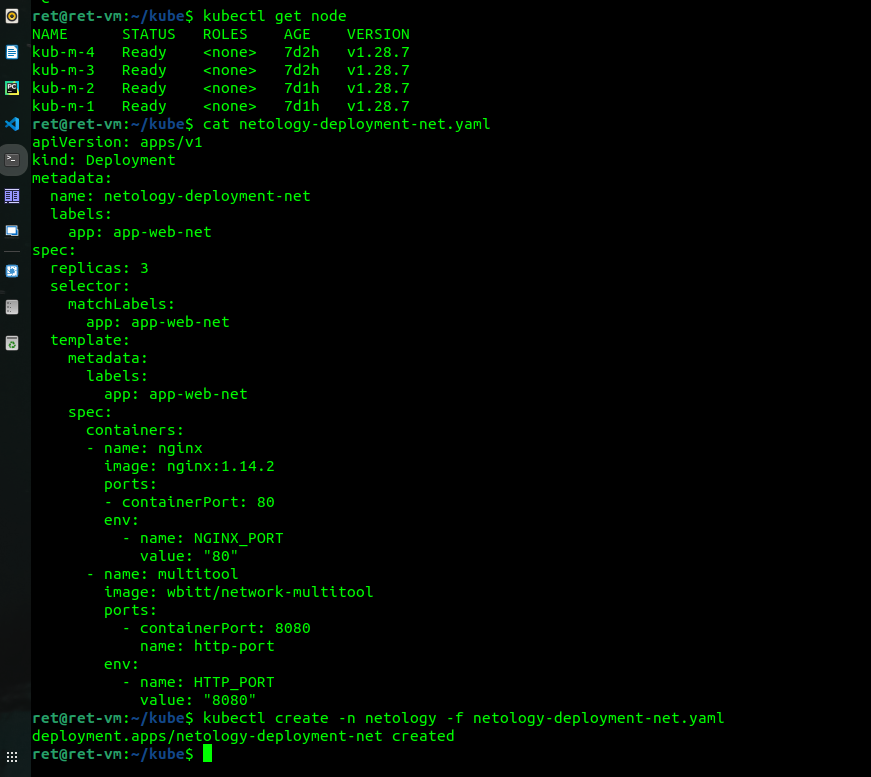 ret@ret-vm:~/kube$ kubectl get node
NAME      STATUS   ROLES    AGE    VERSION
kub-m-4   Ready    <none>   7d2h   v1.28.7
kub-m-3   Ready    <none>   7d2h   v1.28.7
kub-m-2   Ready    <none>   7d1h   v1.28.7
kub-m-1   Ready    <none>   7d1h   v1.28.7
ret@ret-vm:~/kube$ cat netology-deployment-net.yaml
apiVersion: apps/v1
kind: Deployment
metadata:
  name: netology-deployment-net
  labels:
    app: app-web-net
spec:
  replicas: 3
  selector:
    matchLabels:
      app: app-web-net
  template:
    metadata:
      labels:
        app: app-web-net
    spec:
      containers:
      - name: nginx
        image: nginx:1.14.2
        ports:
        - containerPort: 80
        env:
          - name: NGINX_PORT
            value: "80"
      - name: multitool
        image: wbitt/network-multitool
        ports:
          - containerPort: 8080
            name: http-port
        env:
          - name: HTTP_PORT
            value: "8080"
ret@ret-vm:~/kube$ kubectl create -n netology -f netology-deployment-net.yaml
deployment.apps/netology-deployment-net created
ret@ret-vm:~/kube$